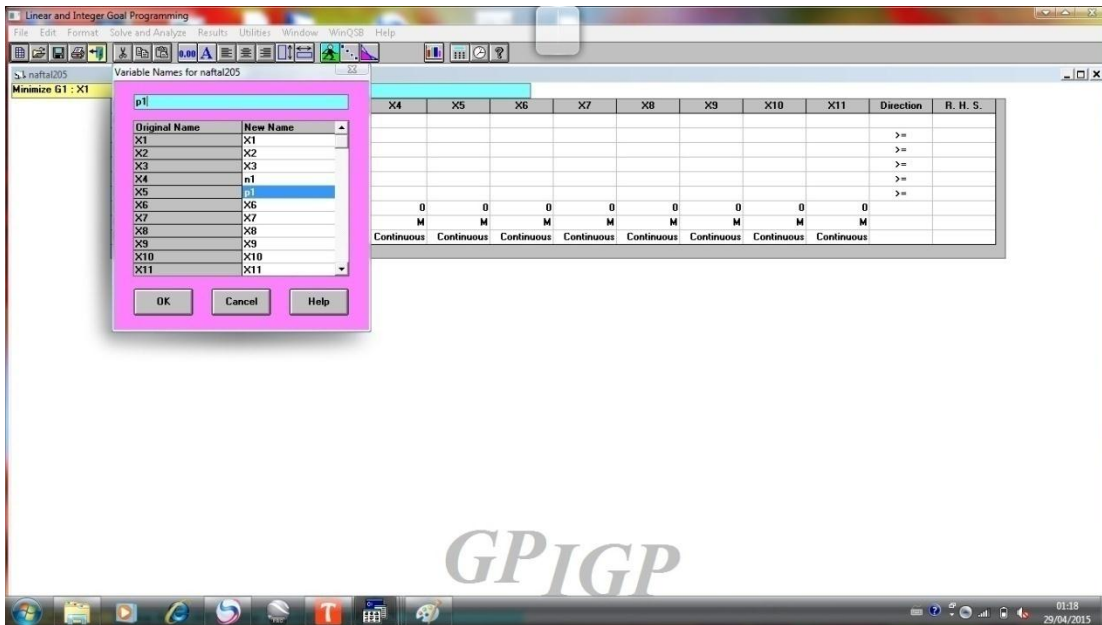 Linear and Integer Goal Programming
File Edit Format Solve and Analyze Results Utilities Window WinQSB Help
0.00 A
naftal205
Variable Names for naftal205
Minimize G1 : X1
p1
X4 X5 X6 X7 X8 X9 X10 X11 Direction R. H. S.
Original Name New Name
X1 X1 >=
X2 X2 >=
X3 X3 >=
X4 n1 >=
X5 p1 >=
X6 X6 0 0 0 0 0 0 0 0
X7 X7 M M M M M M M M
X8 X8 Continuous Continuous Continuous Continuous Continuous Continuous Continuous Continuous
X9 X9
X10 X10
X11 X11
OK Cancel Help
GPIGP
01:18
29/04/2015